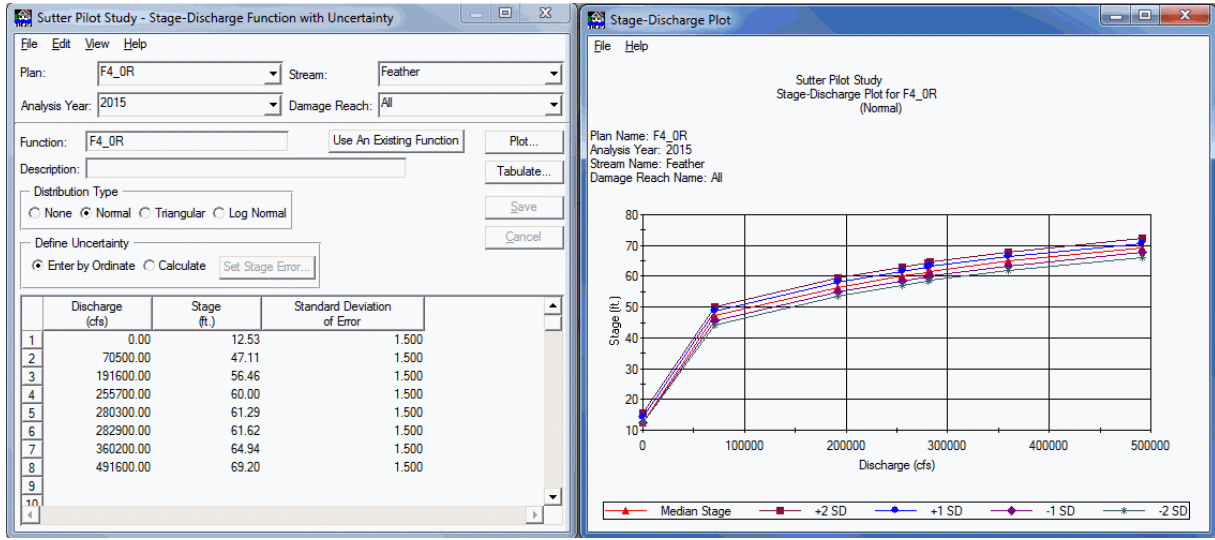 Sutter Pilot Study - Stage-Discharge Function with Uncertainty
File Edit View Help
Plan: F4_0R Stream: Feather
Analysis Year: 2015 Damage Reach: All
Function: F4_0R Use An Existing Function Plot...
Description: Tabulate...
Distribution Type
None Normal Triangular Log Normal
Save
Define Uncertainty
Cancel
Enter by Ordinate Calculate Set Stage Error...
Discharge (cfs) Stage (ft.) Standard Deviation of Error
1 0.00 12.53 1.500
2 70500.00 47.11 1.500
3 191600.00 56.46 1.500
4 255700.00 60.00 1.500
5 280300.00 61.29 1.500
6 282900.00 61.62 1.500
7 360200.00 64.94 1.500
8 491600.00 69.20 1.500
9
10
Stage-Discharge Plot
File Help
Sutter Pilot Study
Stage-Discharge Plot for F4_0R
(Normal)
Plan Name: F4_0R
Analysis Year: 2015
Stream Name: Feather
Damage Reach Name: All
Stage (ft.)
80
70
60
50
40
30
20
10
0 100000 200000 300000 400000 500000
Discharge (cfs)
Median Stage +2 SD +1 SD -1 SD -2 SD